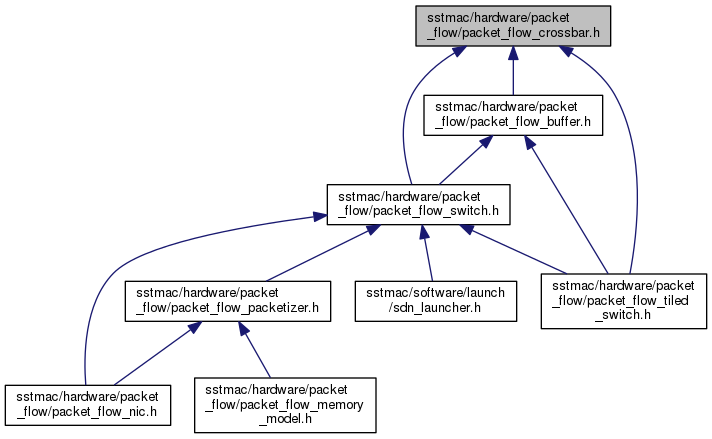 sstmac/hardware/packet
_flow/packet_flow_crossbar.h
sstmac/hardware/packet
_flow/packet_flow_buffer.h
sstmac/hardware/packet
_flow/packet_flow_switch.h
sstmac/hardware/packet
_flow/packet_flow_packetizer.h
sstmac/software/launch
/sdn_launcher.h
sstmac/hardware/packet
_flow/packet_flow_tiled
_switch.h
sstmac/hardware/packet
_flow/packet_flow_nic.h
sstmac/hardware/packet
_flow/packet_flow_memory
_model.h